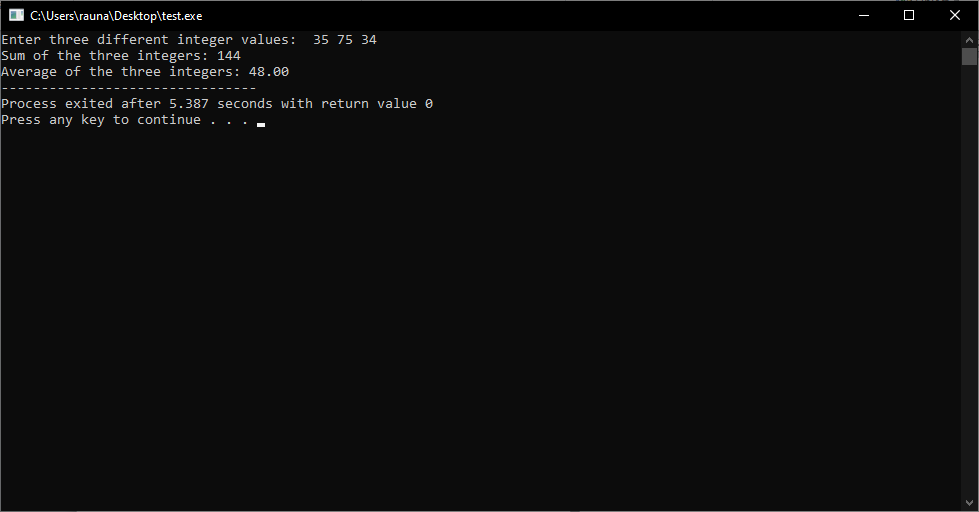 C:\Users\rauna\Desktop\test.exe
Enter three different integer values:  35 75 34
Sum of the three integers: 144
Average of the three integers: 48.00
--------------------------------
Process exited after 5.387 seconds with return value 0
Press any key to continue . . .